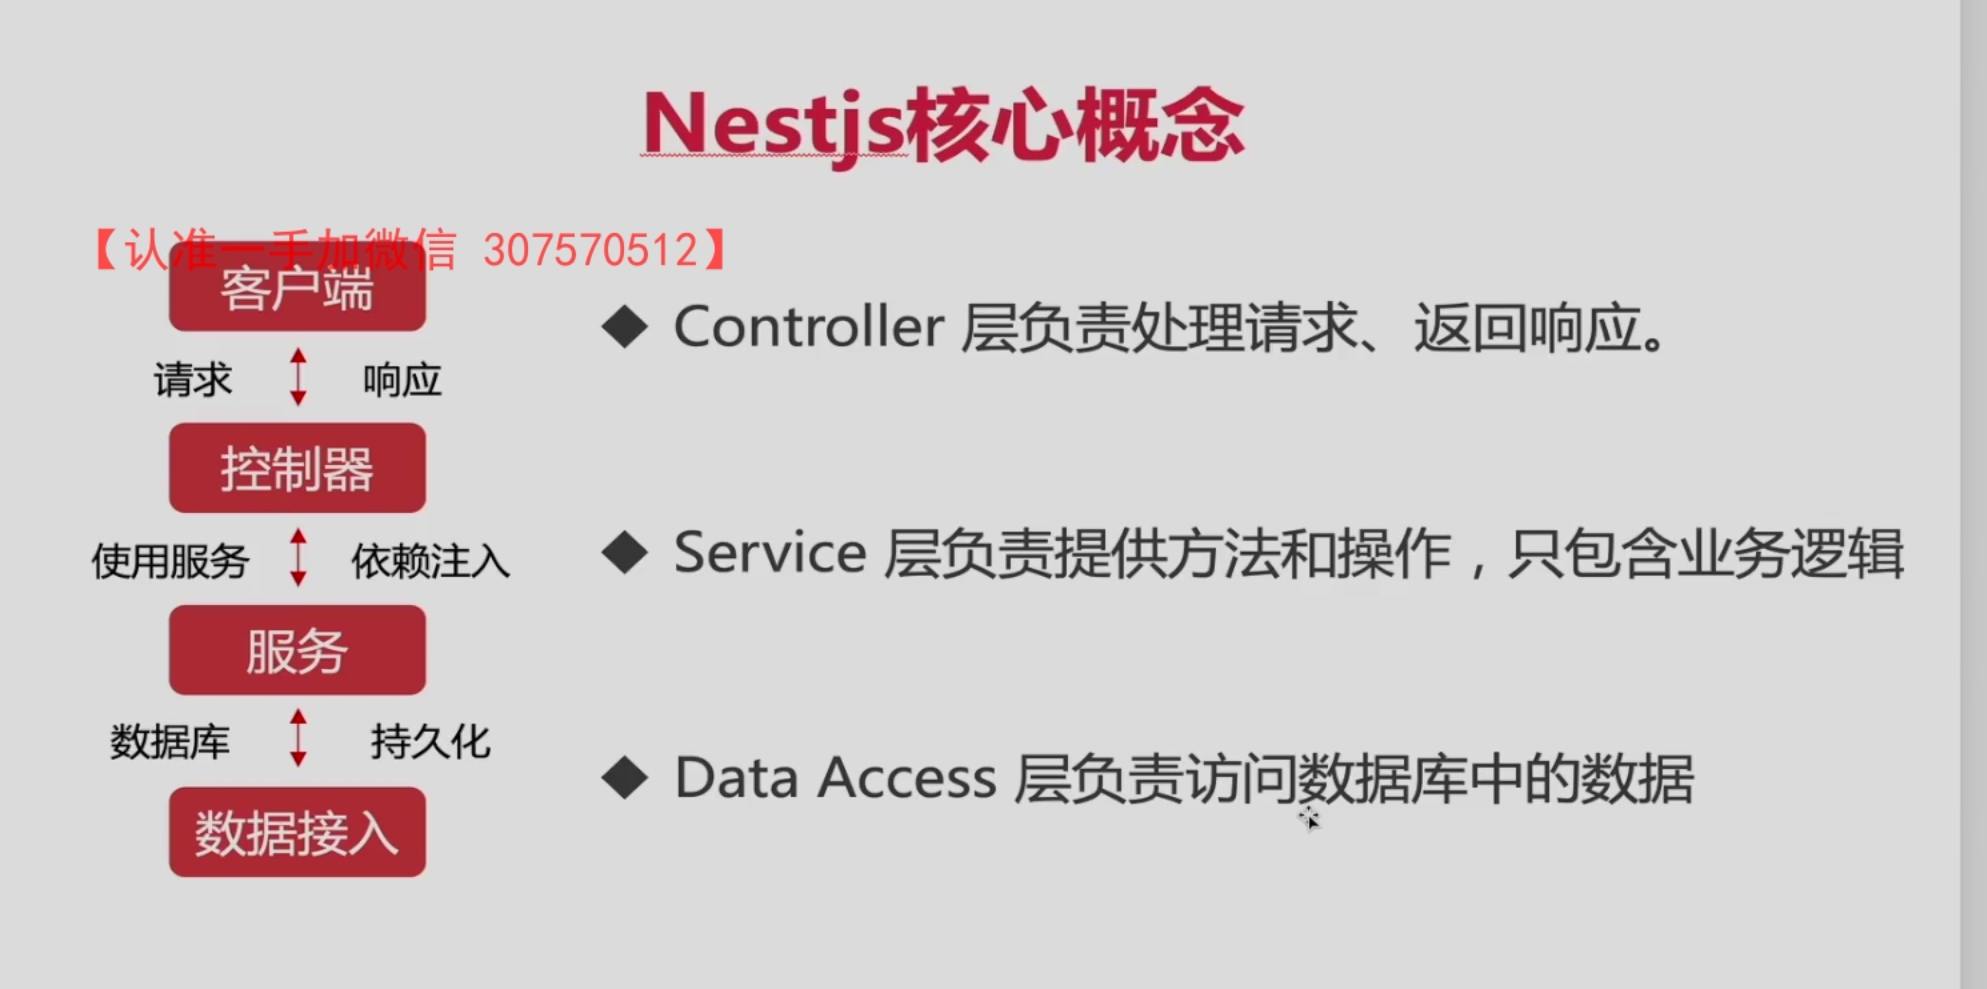 Nestjs核心概念
【认准一手加微信 307570512】
客户端
请求 响应
控制器
使用服务 依赖注入
服务
数据库 持久化
数据接入
◆ Controller 层负责处理请求、返回响应。
◆ Service 层负责提供方法和操作，只包含业务逻辑
◆ Data Access 层负责访问数据库中的数据